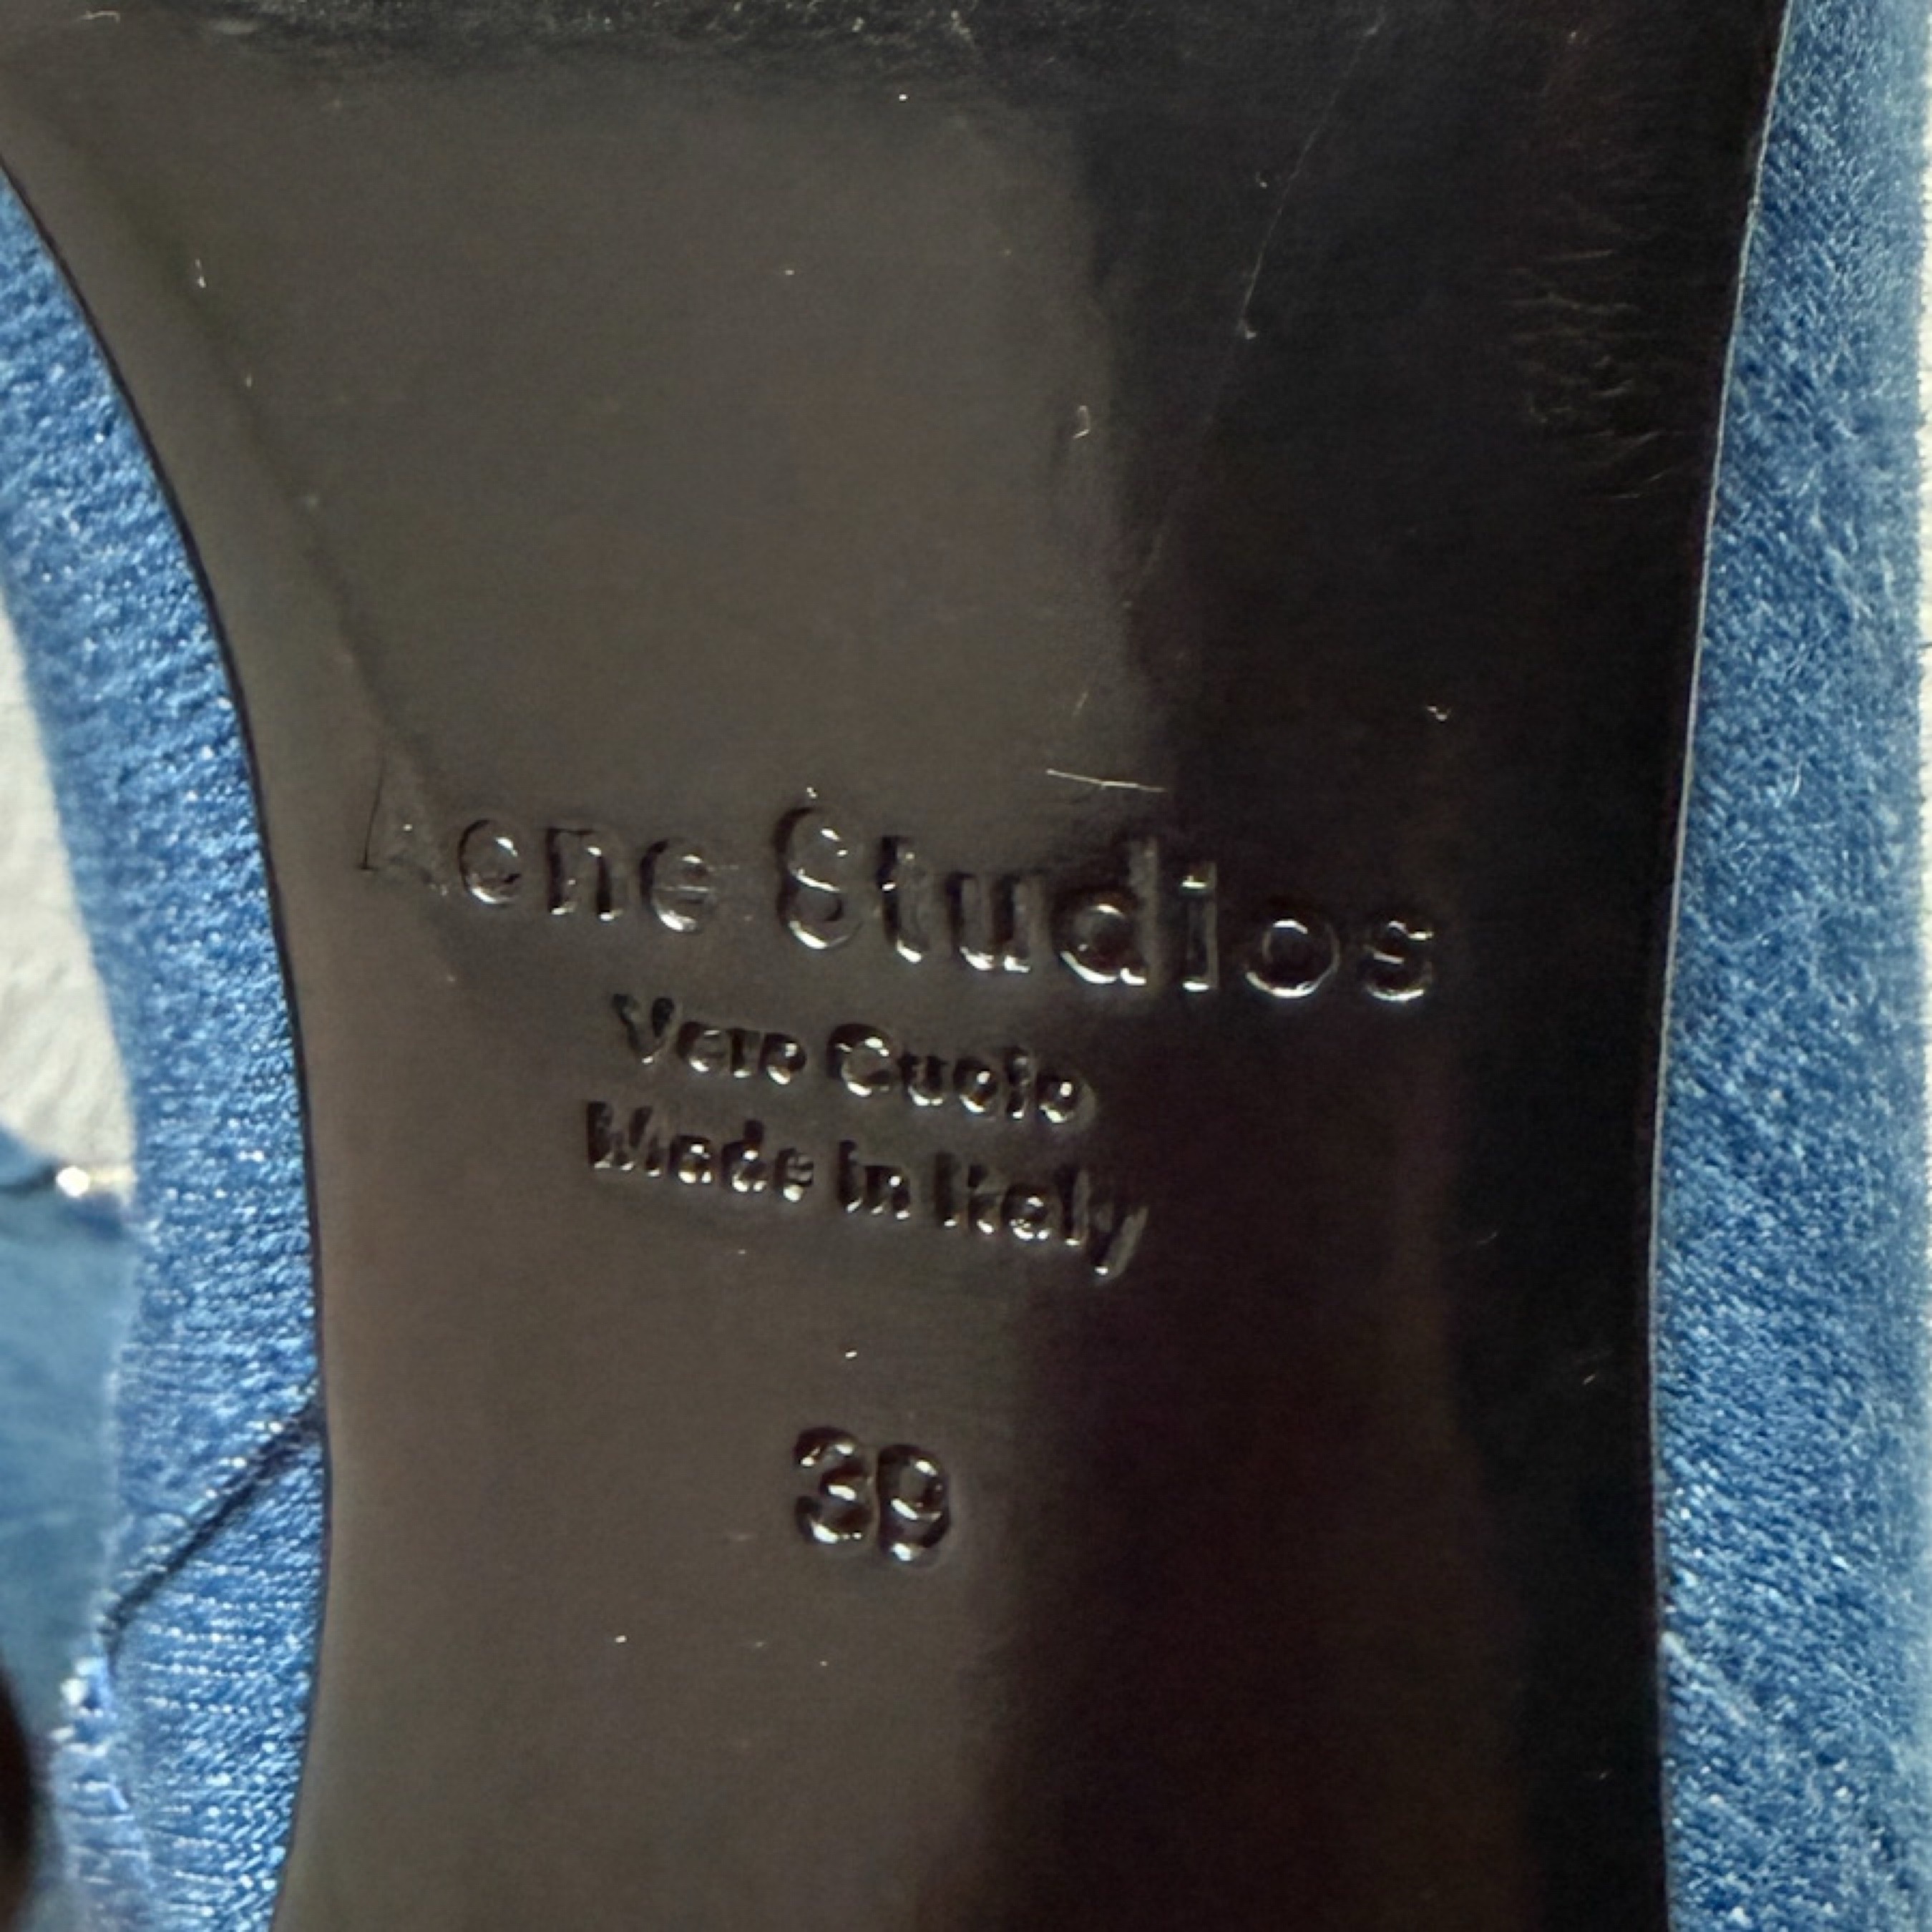 Acne Studios
Vero Cuoio
Made in Italy
39